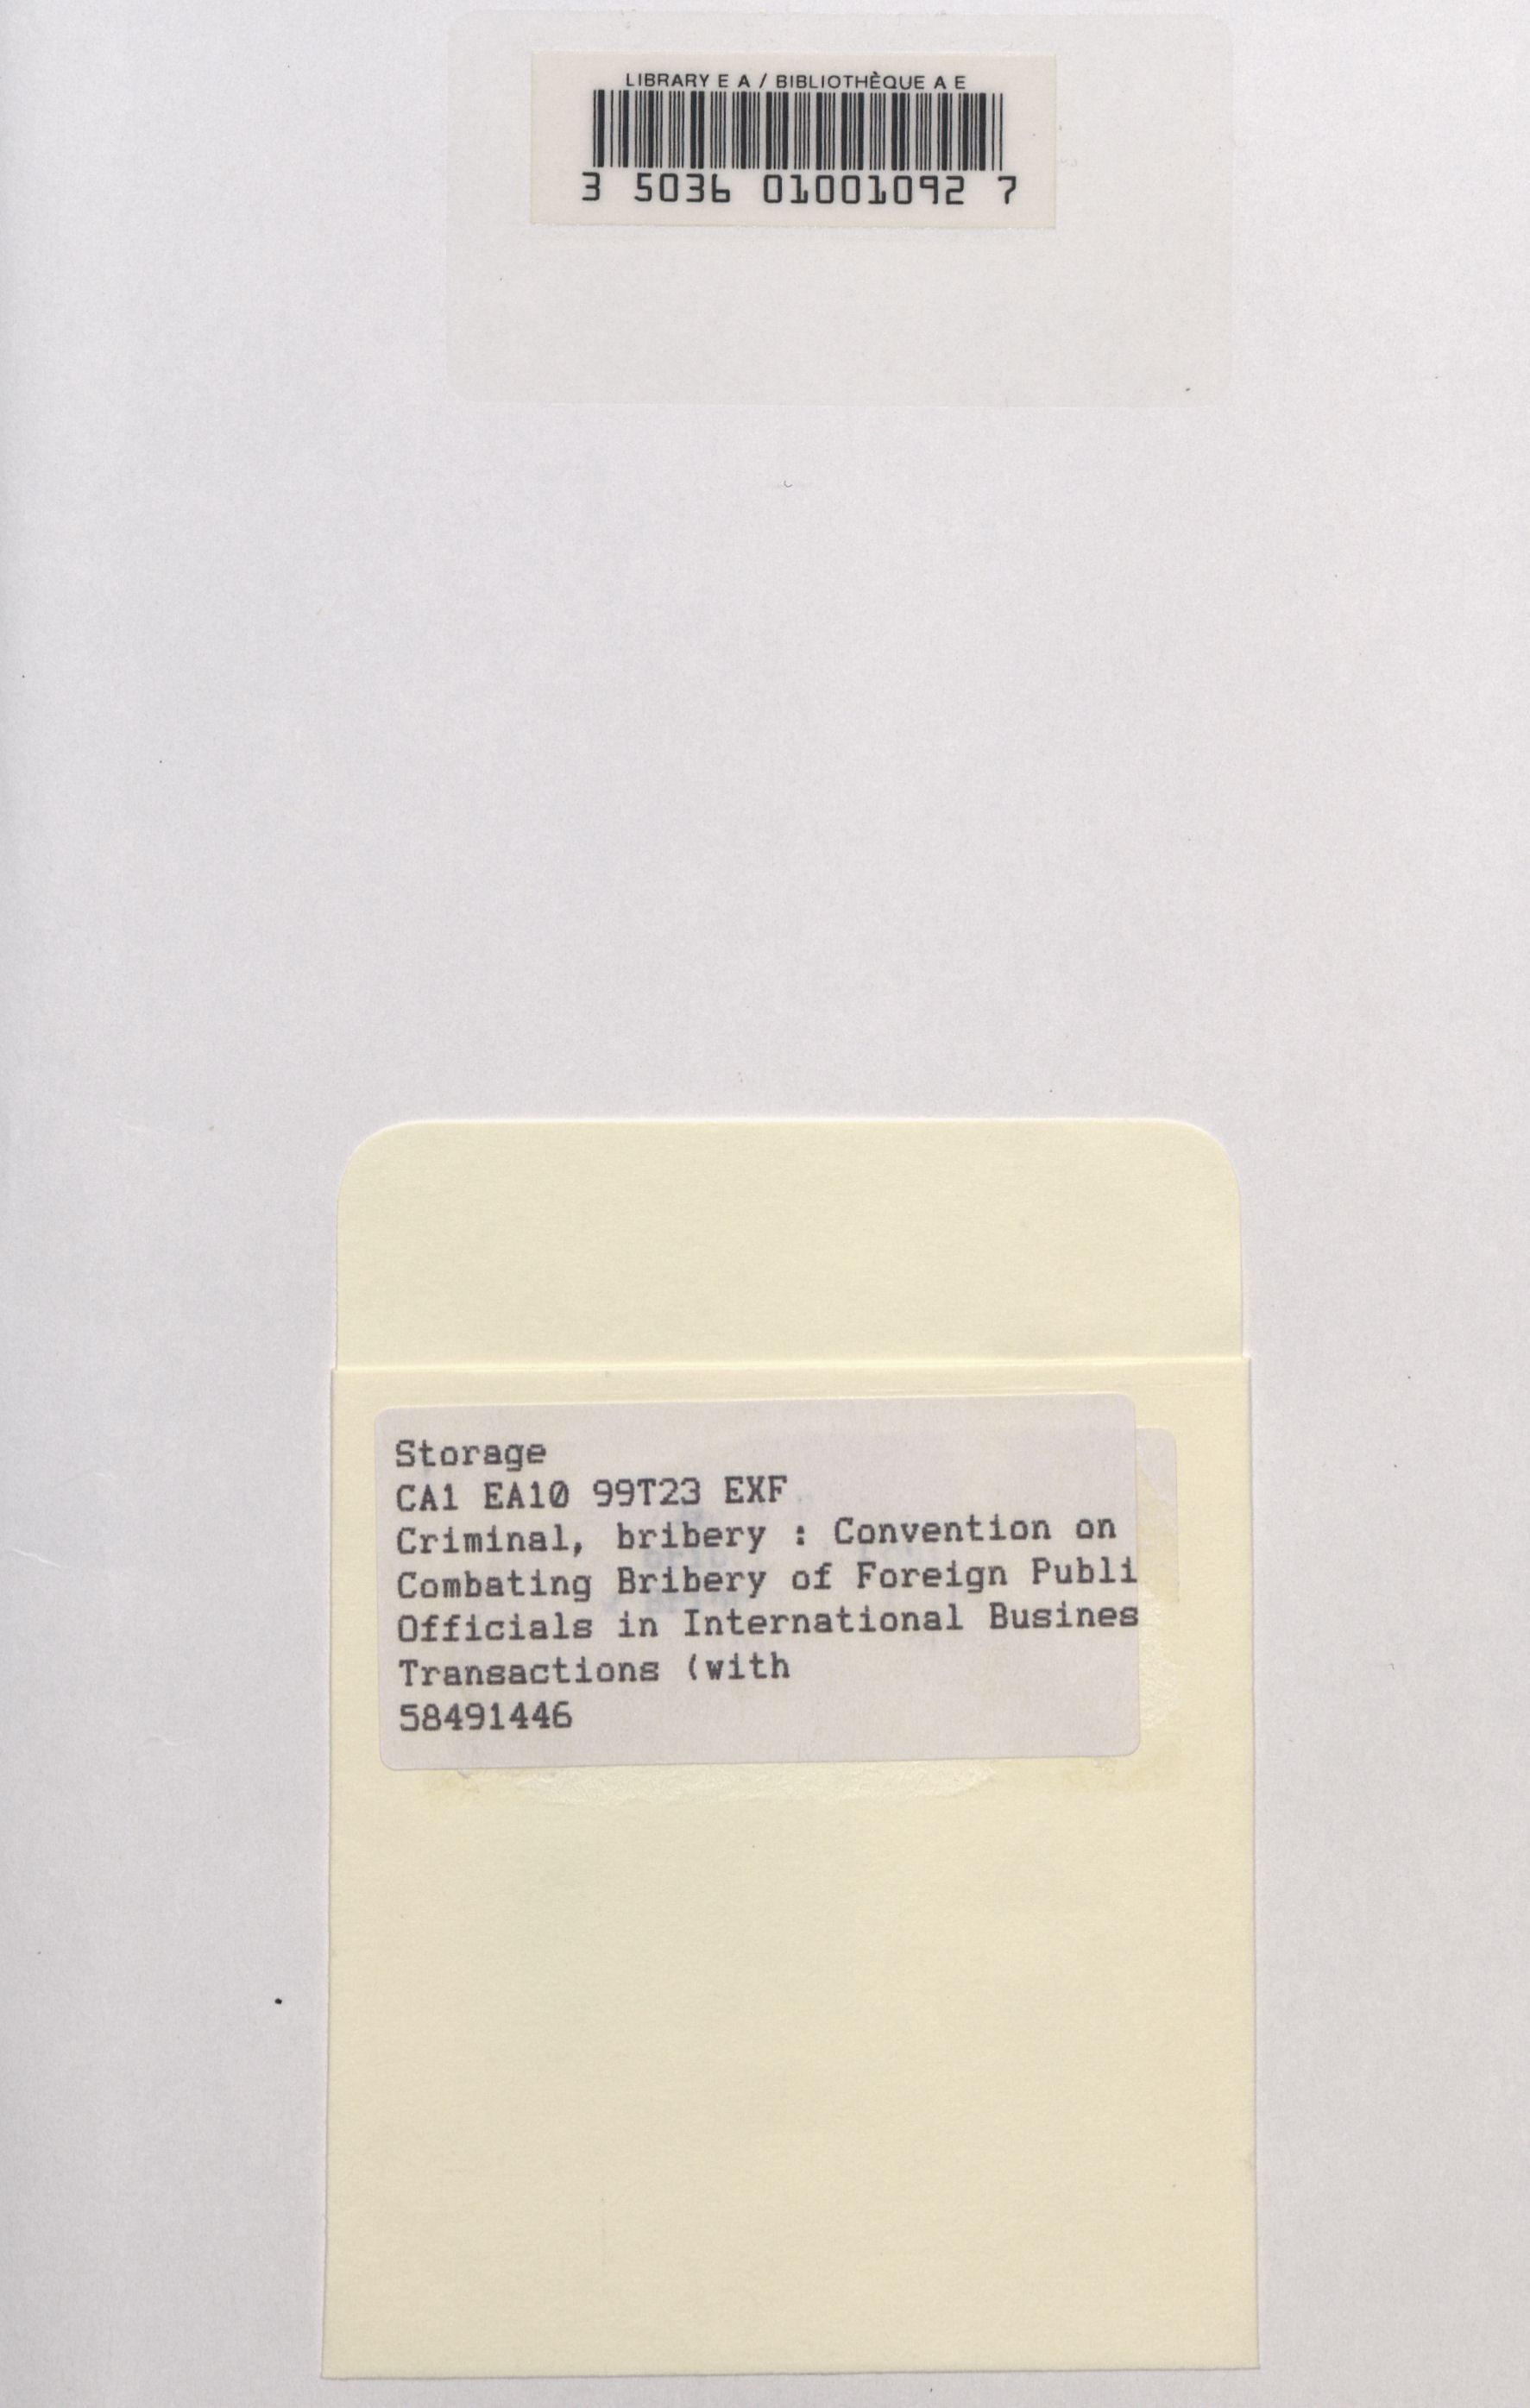 LIBRARY E A / BIBLIOTHÈQUE A E
3 5036 01001092 7
Storage
CA1 EA10 99T23 EXF
Criminal, bribery : Convention on
Combating Bribery of Foreign Publi
Officials in International Busines
Transactions (with
58491446